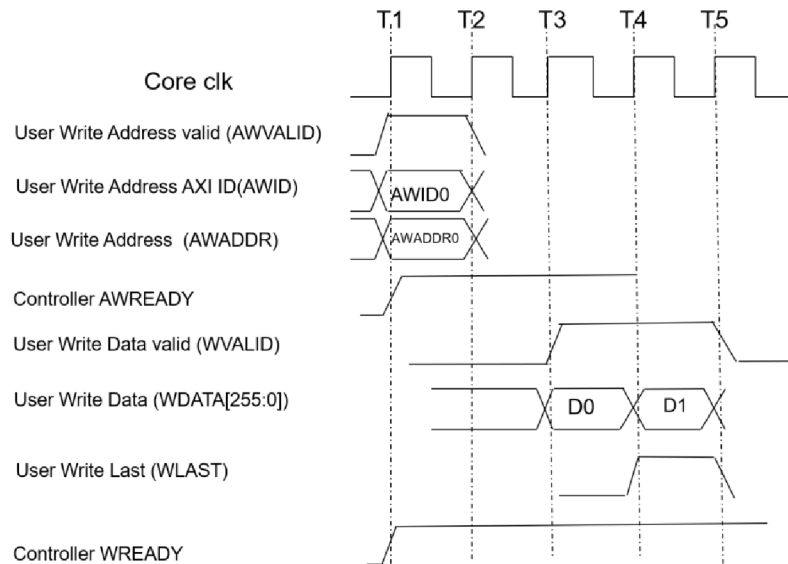 T1 T2 T3 T4 T5
Core clk
User Write Address valid (AWVALID)
User Write Address AXI ID(AWID)
AWID0
User Write Address (AWADDR)
AWADDR0
Controller AWREADY
User Write Data valid (WVALID)
User Write Data (WDATA[255:0])
D0 D1
User Write Last (WLAST)
Controller WREADY